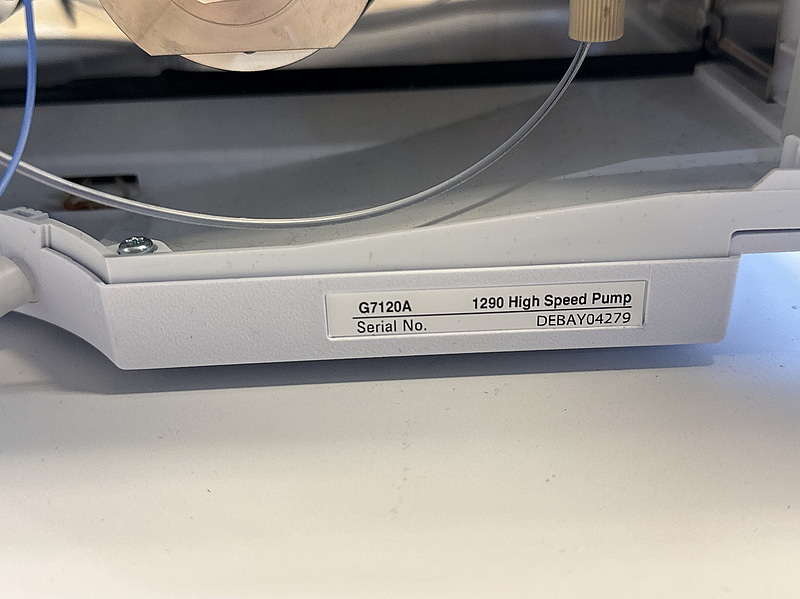 G7120A 1290 High Speed Pump
Serial No. DEBAY04279